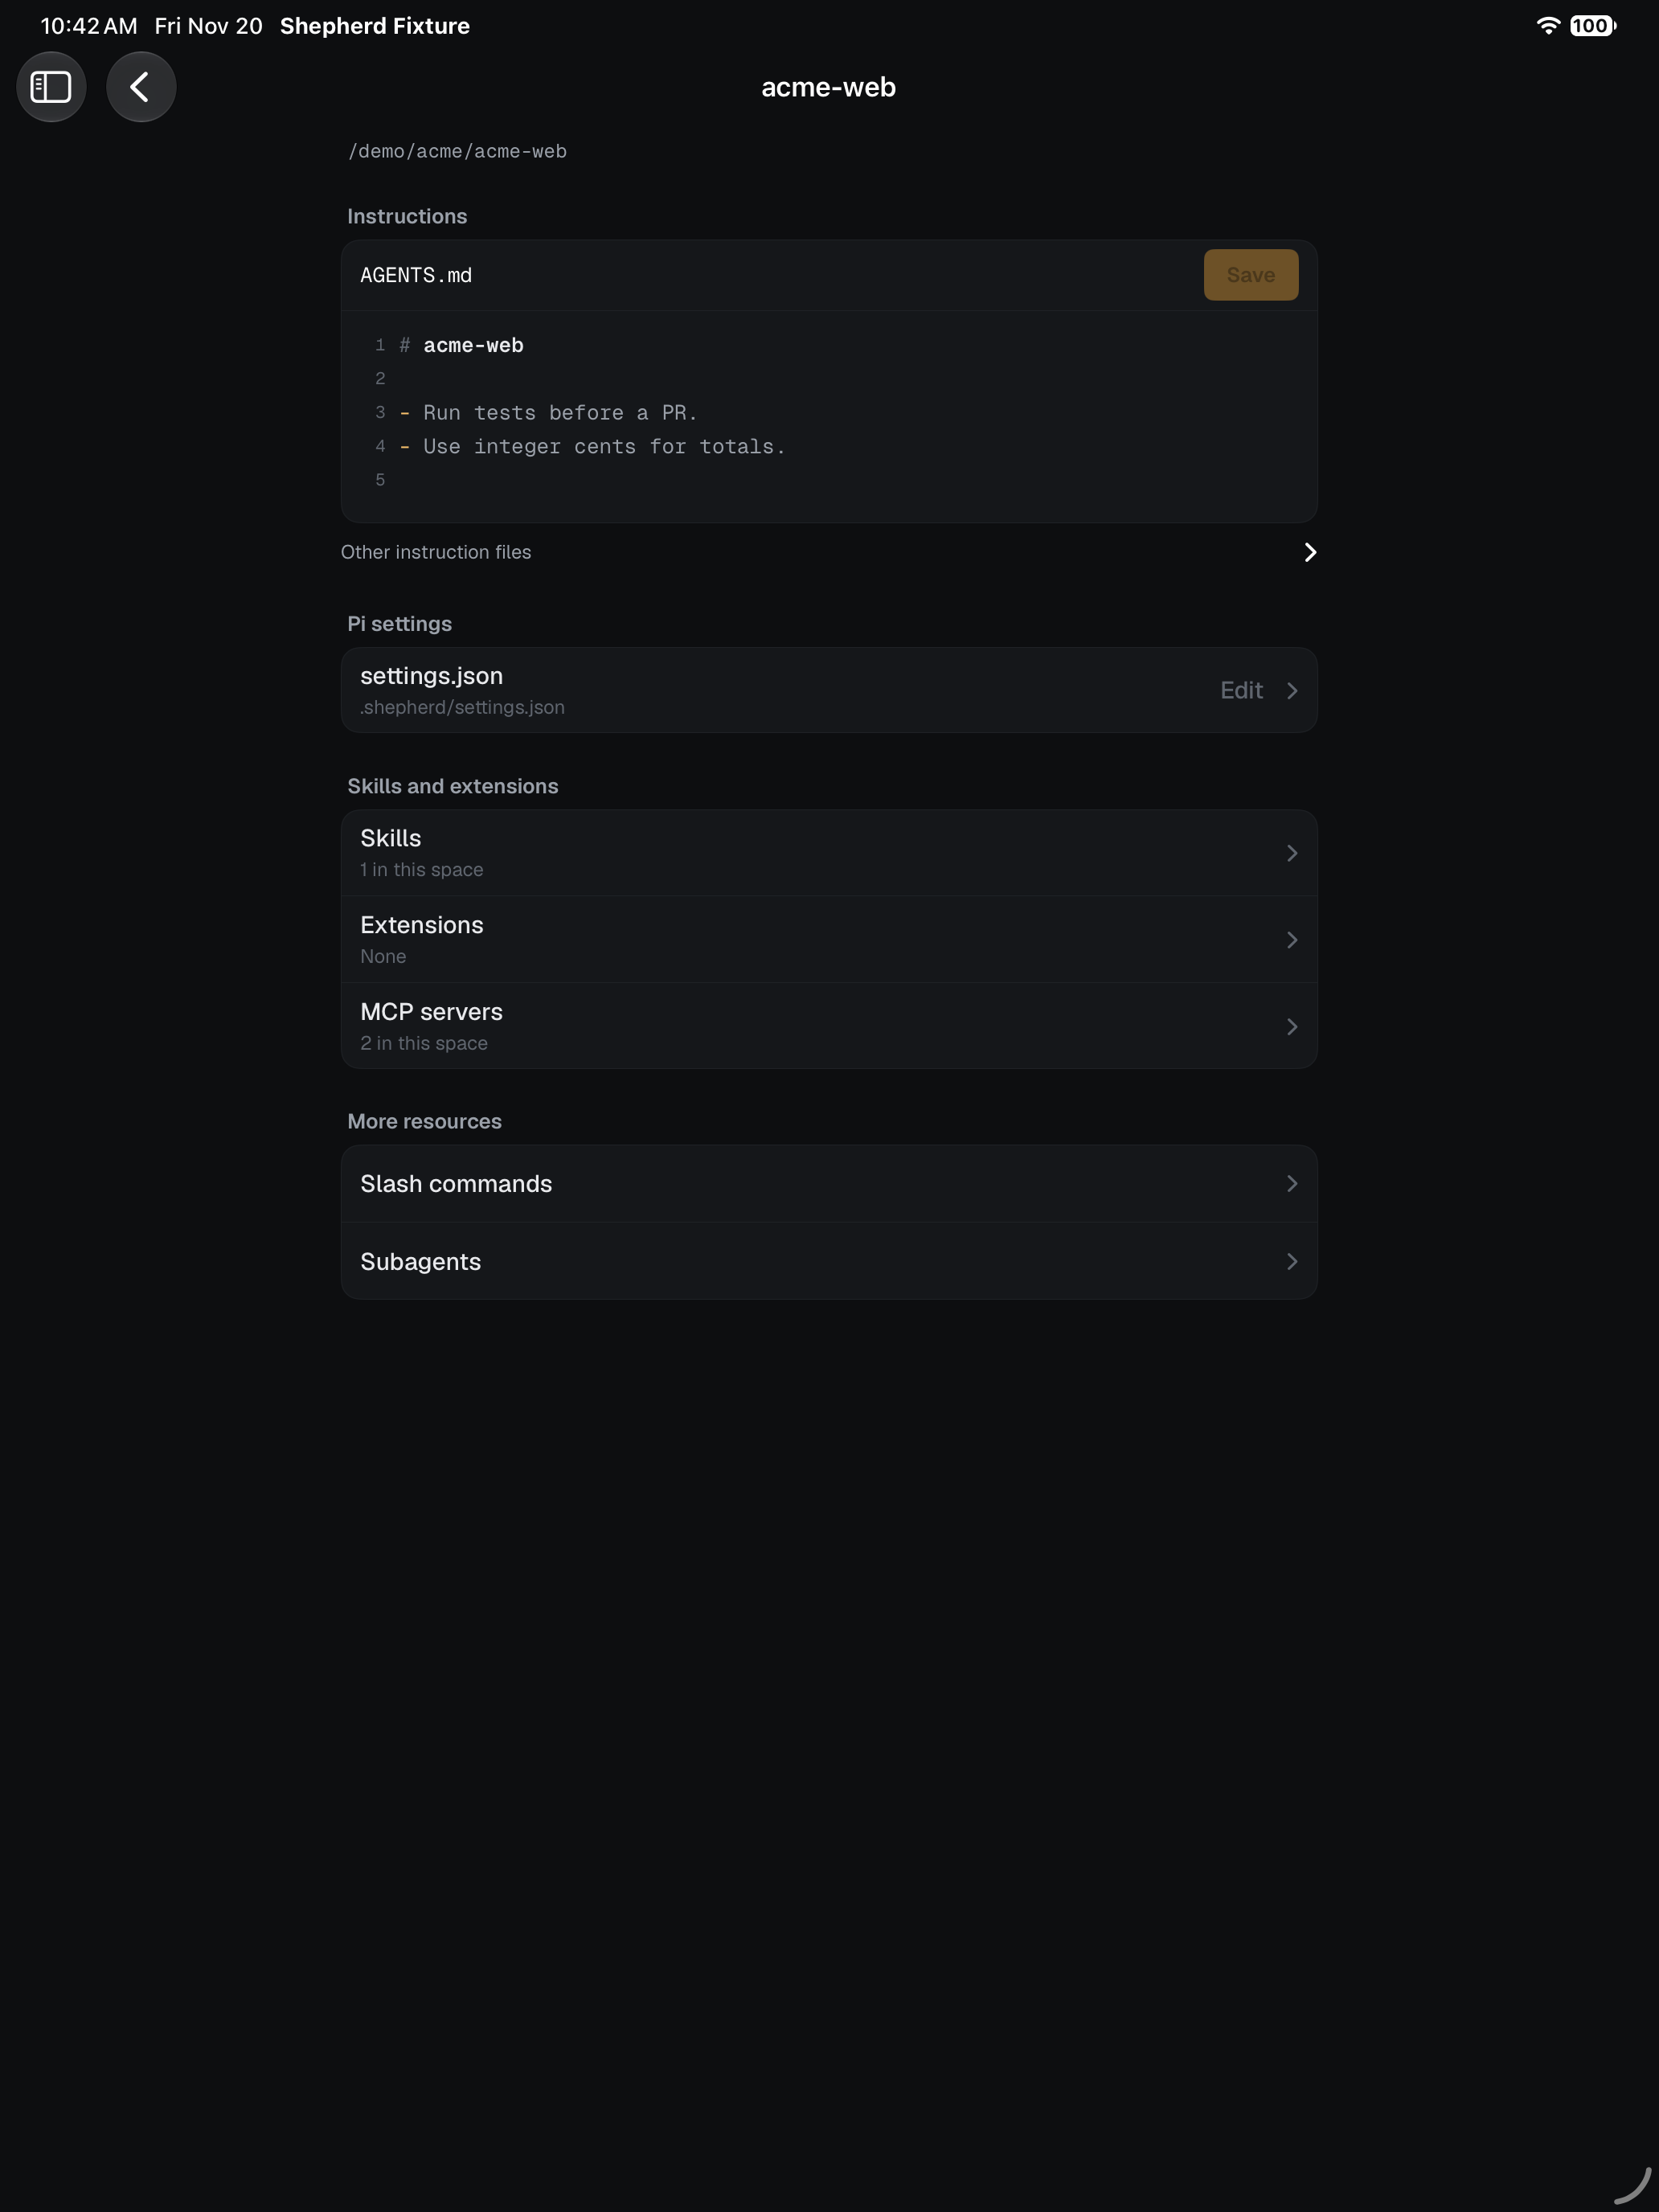 10:42 AM Fri Nov 20 Shepherd Fixture
100
acme-web
/demo/acme/acme-web
Instructions
AGENTS.md
Save
1 # acme-web
2
3 - Run tests before a PR.
4 - Use integer cents for totals.
5
Other instruction files
Pi settings
settings.json
Edit
.shepherd/settings.json
Skills and extensions
Skills
1 in this space
Extensions
None
MCP servers
2 in this space
More resources
Slash commands
Subagents